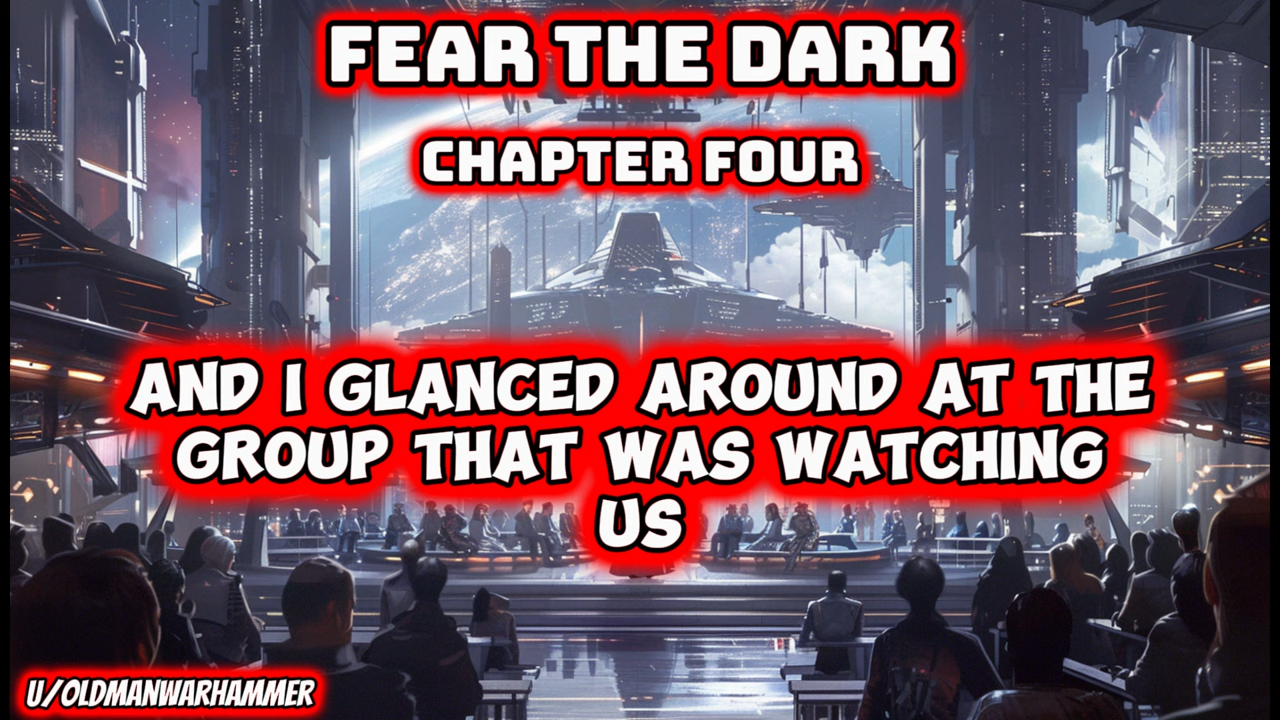 FEAR THE DARK
CHAPTER FOUR
AND I GLANCED AROUND AT THE
GROUP THAT WAS WATCHING
US
U/OLDMANWARHAMMER